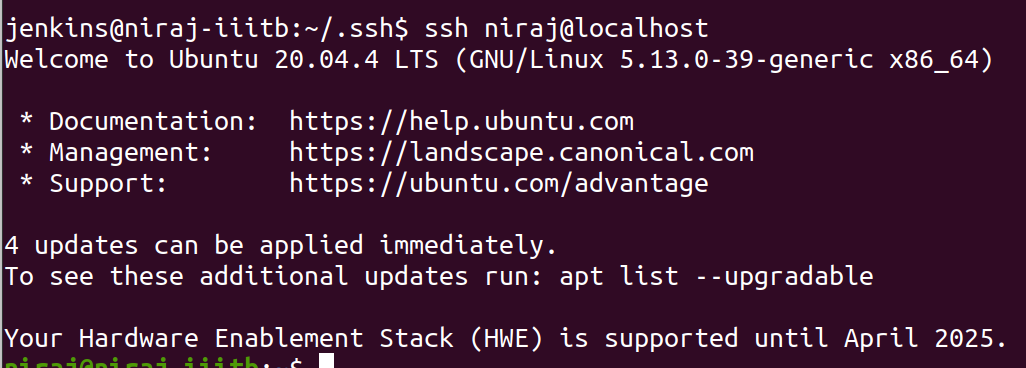 jenkins@niraj-iiitb:~/.ssh$ ssh niraj@localhost
Welcome to Ubuntu 20.04.4 LTS (GNU/Linux 5.13.0-39-generic x86_64)
* Documentation:  https://help.ubuntu.com
* Management:     https://landscape.canonical.com
* Support:        https://ubuntu.com/advantage
4 updates can be applied immediately.
To see these additional updates run: apt list --upgradable
Your Hardware Enablement Stack (HWE) is supported until April 2025.
niraj@niraj-iiitb:~$